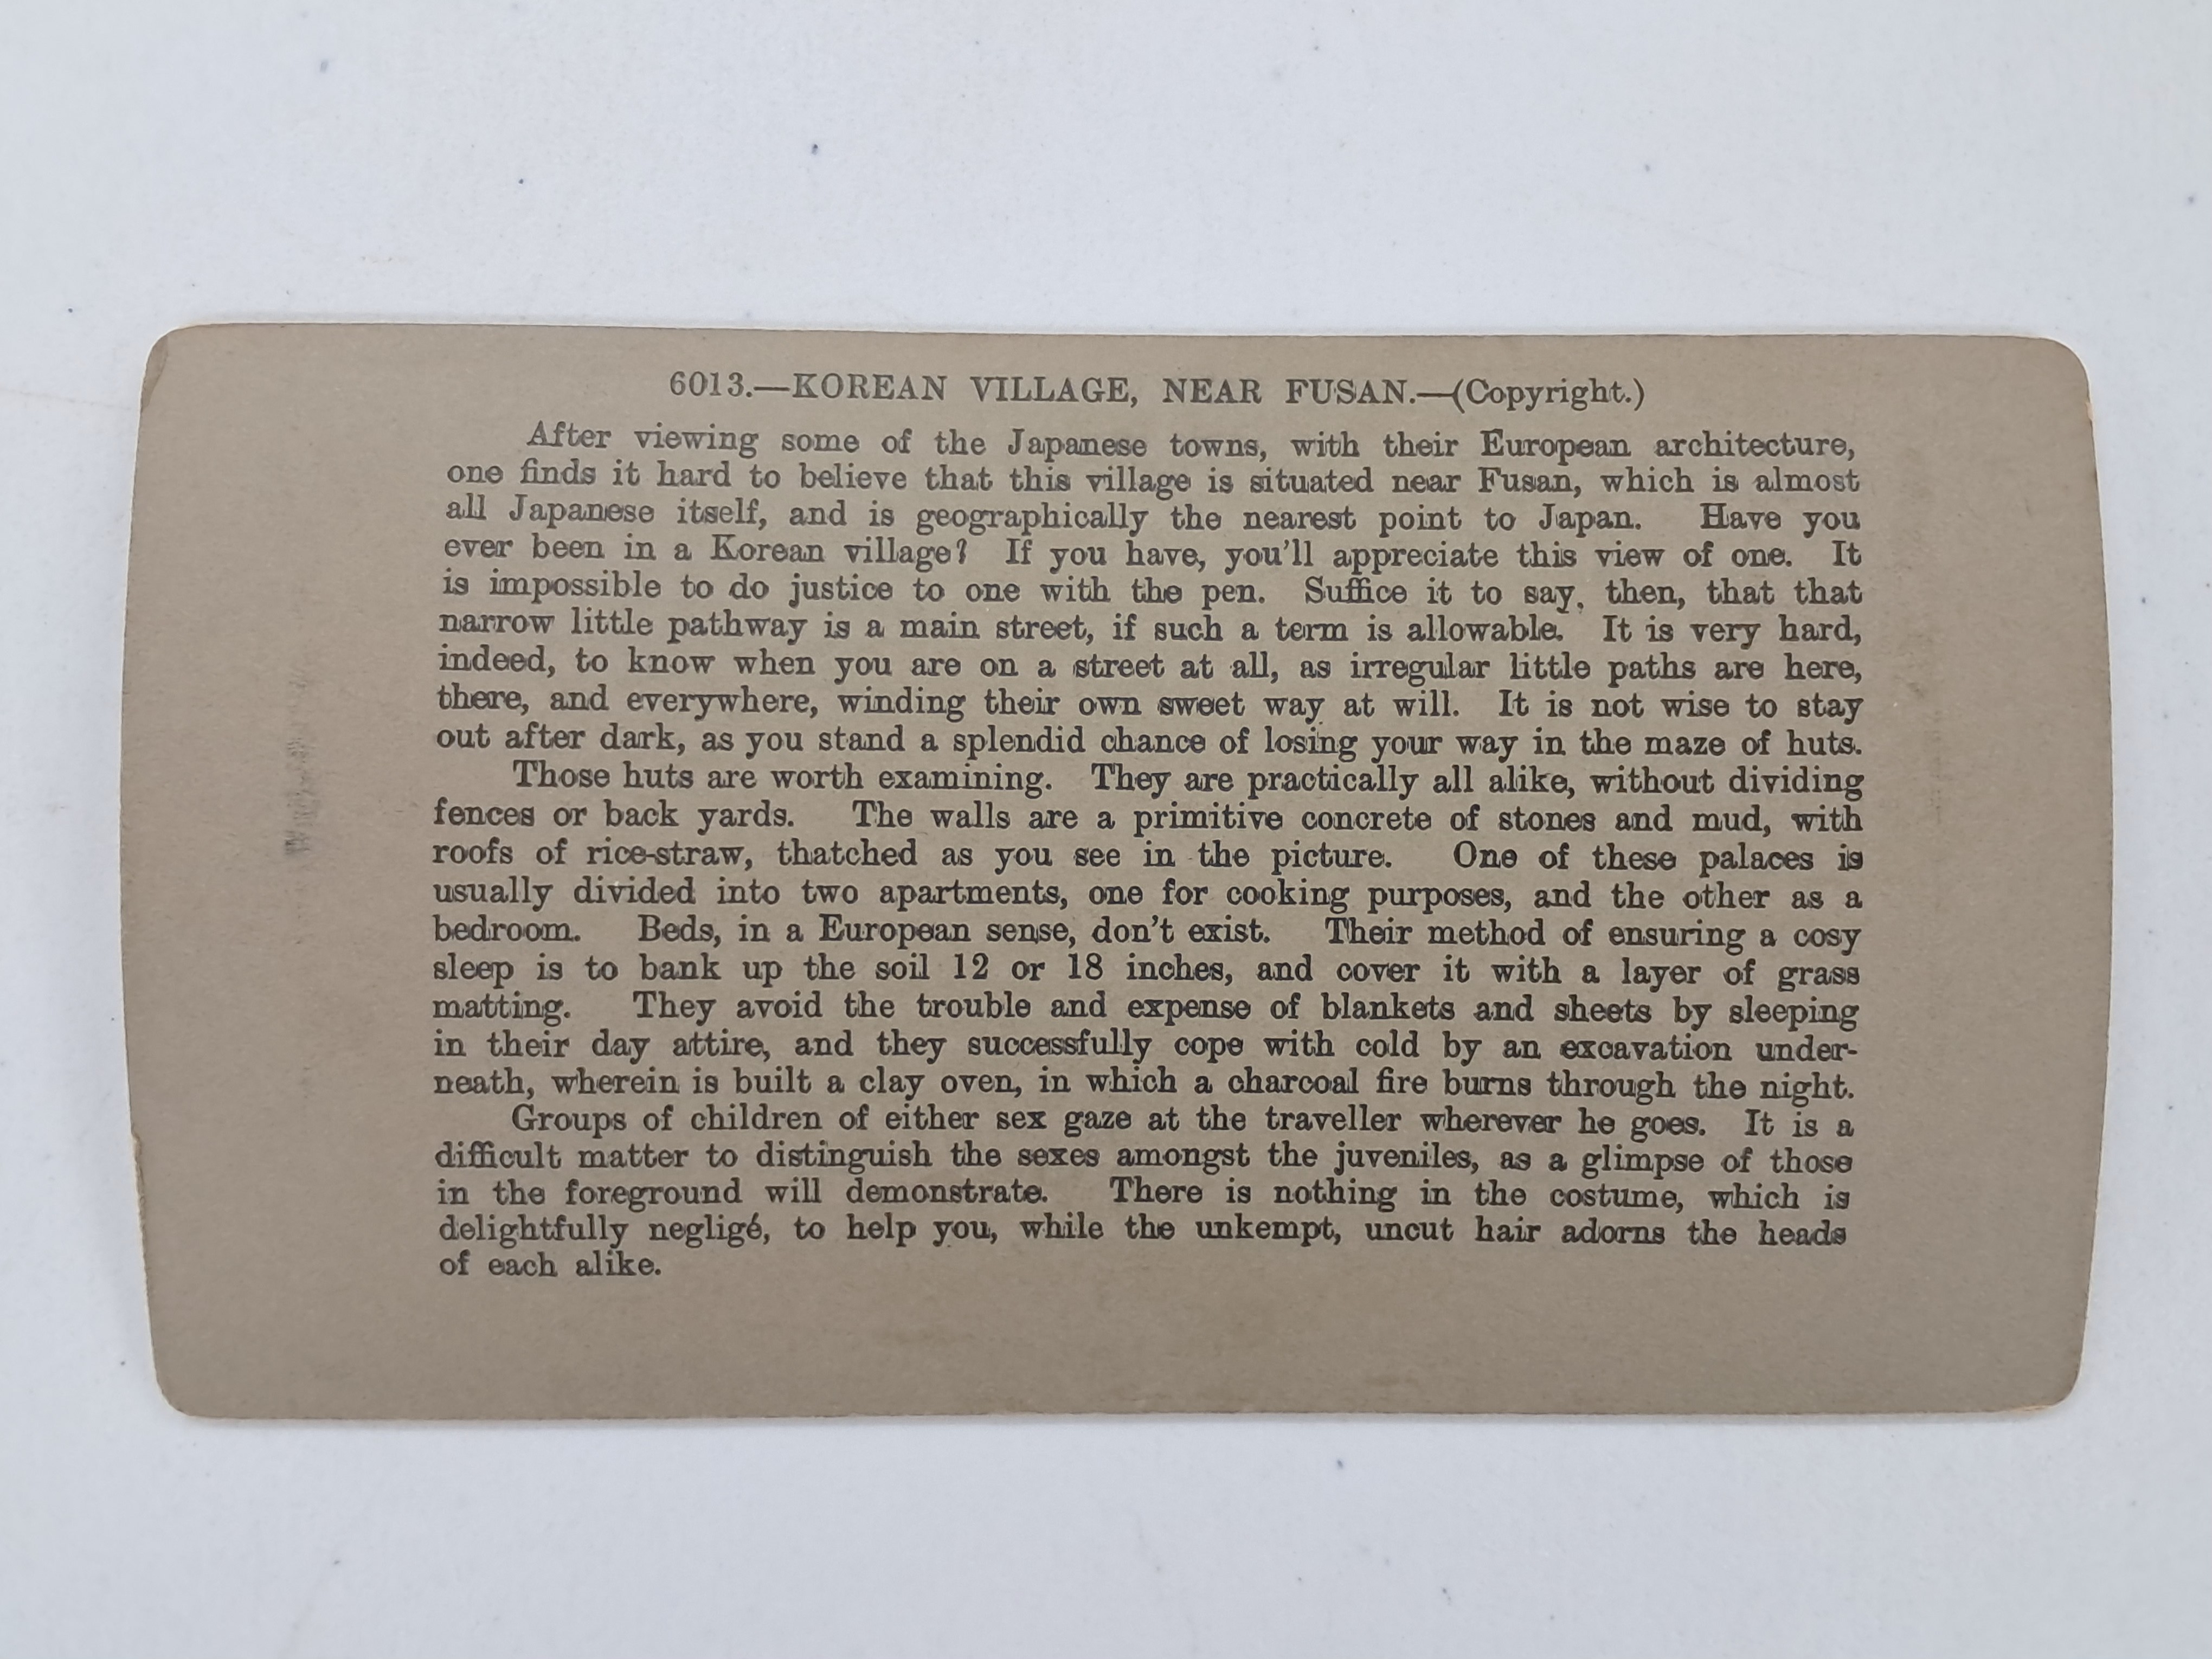 6013.—KOREAN VILLAGE, NEAR FUSAN.—(Copyright.)
After viewing some of the Japanese towns, with their European architecture,
one finds it hard to believe that this village is situated near Fusan, which is almost
all Japanese itself, and is geographically the nearest point to Japan. Have you
ever been in a Korean village? If you have, you'll appreciate this view of one. It
is impossible to do justice to one with the pen. Suffice it to say, then, that that
narrow little pathway is a main street, if such a term is allowable. It is very hard,
indeed, to know when you are on a street at all, as irregular little paths are here,
there, and everywhere, winding their own sweet way at will. It is not wise to stay
out after dark, as you stand a splendid chance of losing your way in the maze of huts.
Those huts are worth examining. They are practically all alike, without dividing
fences or back yards. The walls are a primitive concrete of stones and mud, with
roofs of rice-straw, thatched as you see in the picture. One of these palaces is
usually divided into two apartments, one for cooking purposes, and the other as a
bedroom. Beds, in a European sense, don't exist. Their method of ensuring a cosy
sleep is to bank up the soil 12 or 18 inches, and cover it with a layer of grass
matting. They avoid the trouble and expense of blankets and sheets by sleeping
in their day attire, and they successfully cope with cold by an excavation under-
neath, wherein is built a clay oven, in which a charcoal fire burns through the night.
Groups of children of either sex gaze at the traveller wherever he goes. It is a
difficult matter to distinguish the sexes amongst the juveniles, as a glimpse of those
in the foreground will demonstrate. There is nothing in the costume, which is
delightfully negligé, to help you, while the unkempt, uncut hair adorns the heads
of each alike.